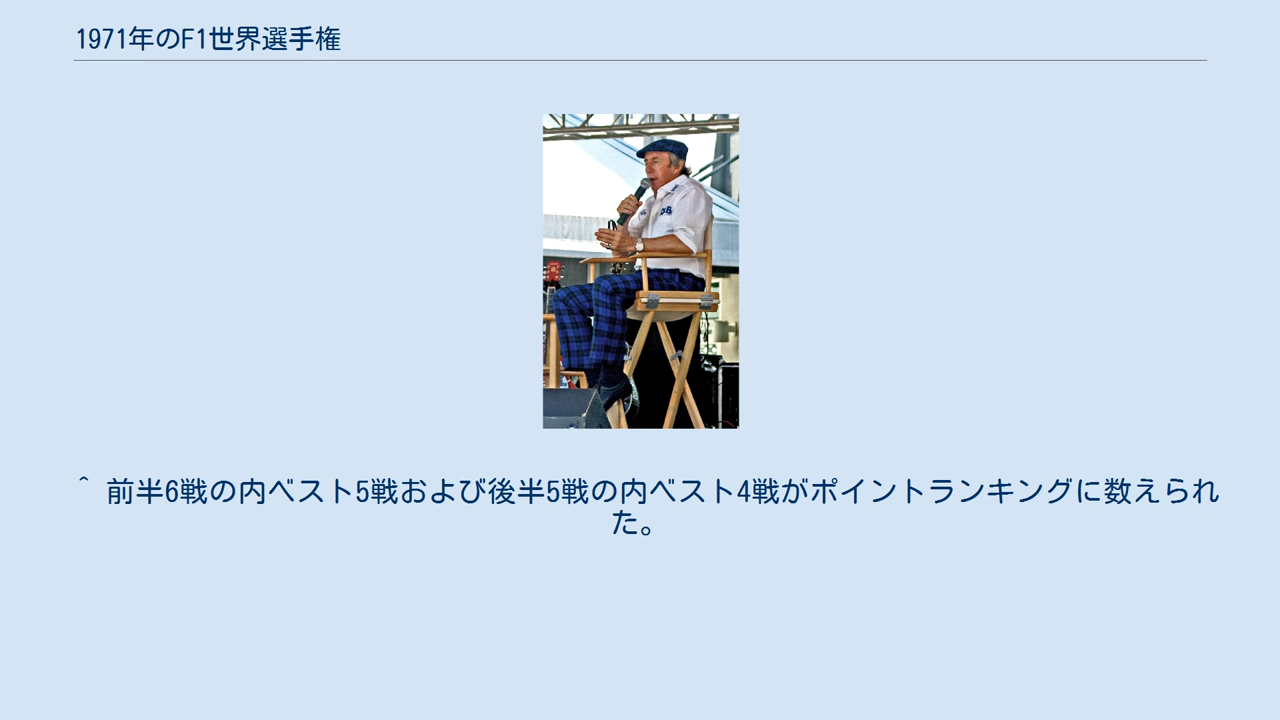 1971年のF1世界選手権
^ 前半6戦の内ベスト5戦および後半5戦の内ベスト4戦がポイントランキングに数えられ
た。